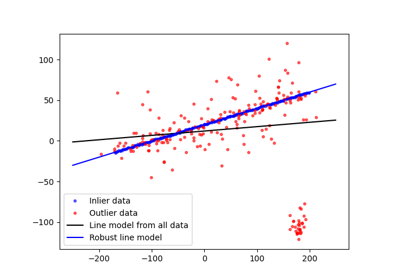 100
50
0
−50
−100
Inlier data
Outlier data
Line model from all data
Robust line model
−200 −100 0 100 200